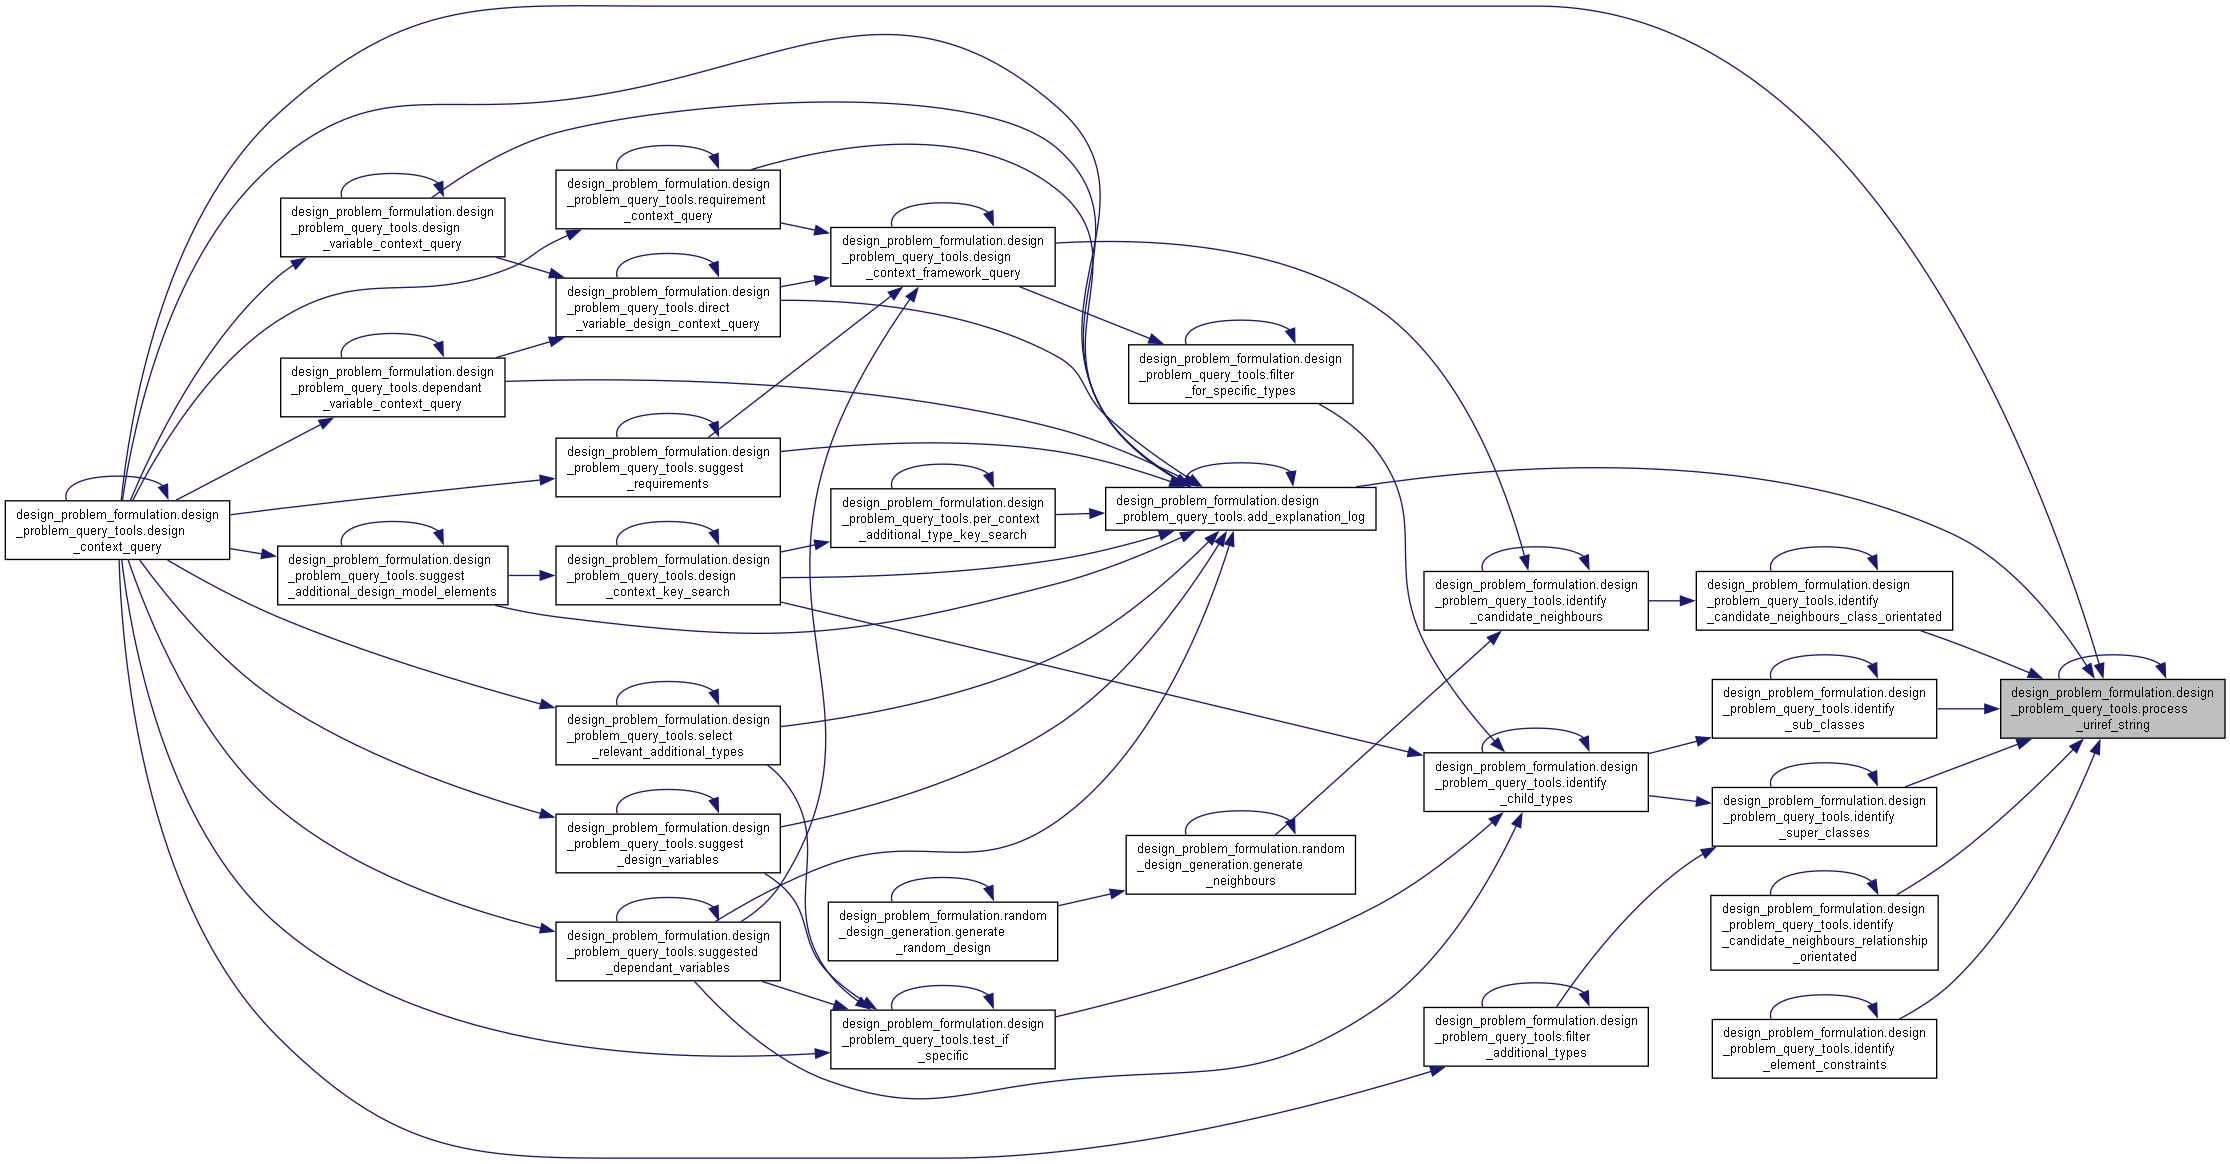 design_problem_formulation.design
_problem_query_tools.design
_context_query
design_problem_formulation.design
_problem_query_tools.design
_variable_context_query
design_problem_formulation.design
_problem_query_tools.dependant
_variable_context_query
design_problem_formulation.design
_problem_query_tools.suggest
_additional_design_model_elements
design_problem_formulation.design
_problem_query_tools.requirement
_context_query
design_problem_formulation.design
_problem_query_tools.direct
_variable_design_context_query
design_problem_formulation.design
_problem_query_tools.suggest
_requirements
design_problem_formulation.design
_problem_query_tools.design
_context_key_search
design_problem_formulation.design
_problem_query_tools.select
_relevant_additional_types
design_problem_formulation.design
_problem_query_tools.suggest
_design_variables
design_problem_formulation.design
_problem_query_tools.suggested
_dependant_variables
design_problem_formulation.design
_problem_query_tools.design
_context_framework_query
design_problem_formulation.design
_problem_query_tools.per_context
_additional_type_key_search
design_problem_formulation.random
_design_generation.generate
_random_design
design_problem_formulation.design
_problem_query_tools.test_if
_specific
design_problem_formulation.design
_problem_query_tools.filter
_for_specific_types
design_problem_formulation.design
_problem_query_tools.add_explanation_log
design_problem_formulation.random
_design_generation.generate
_neighbours
design_problem_formulation.design
_problem_query_tools.identify
_candidate_neighbours
design_problem_formulation.design
_problem_query_tools.identify
_child_types
design_problem_formulation.design
_problem_query_tools.filter
_additional_types
design_problem_formulation.design
_problem_query_tools.identify
_candidate_neighbours_class_orientated
design_problem_formulation.design
_problem_query_tools.identify
_sub_classes
design_problem_formulation.design
_problem_query_tools.identify
_super_classes
design_problem_formulation.design
_problem_query_tools.identify
_candidate_neighbours_relationship
_orientated
design_problem_formulation.design
_problem_query_tools.identify
_element_constraints
design_problem_formulation.design
_problem_query_tools.process
_uriref_string